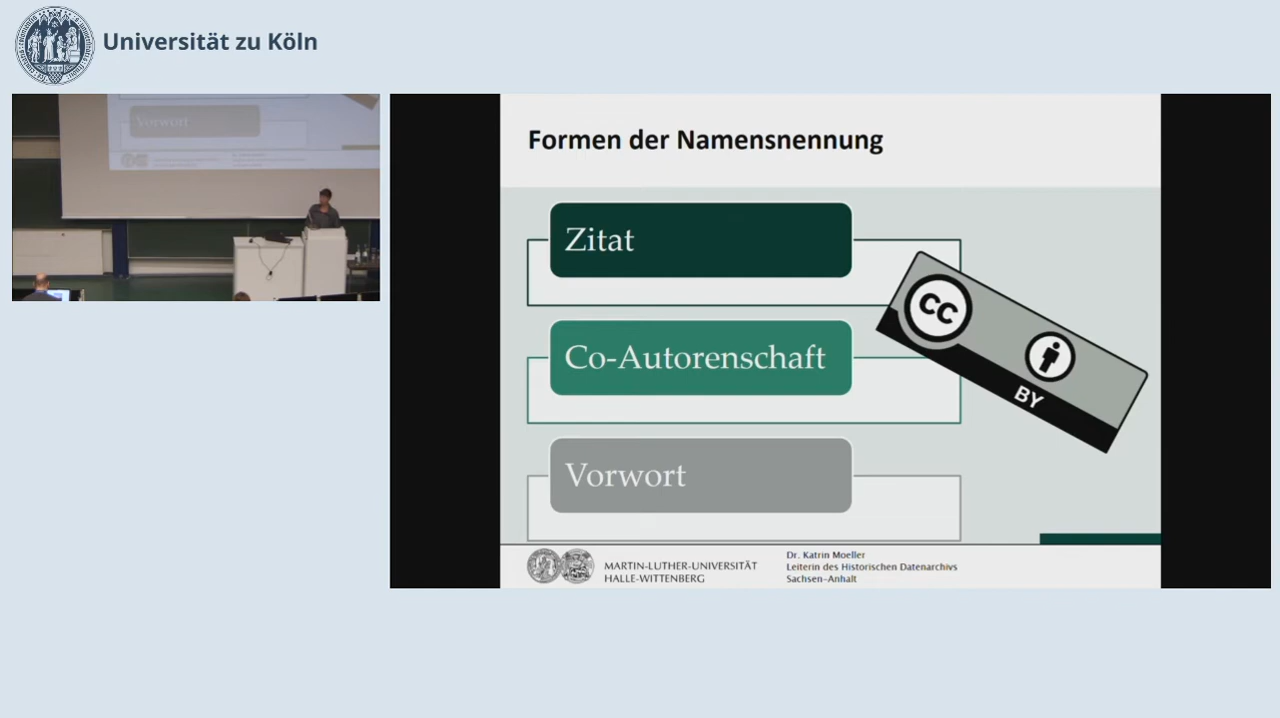 Universität zu Köln
Vorwort
Formen der Namensnennung
Zitat
Co-Autorenschaft
Vorwort
CC
BY
MARTIN-LUTHER-UNIVERSITÄT
HALLE-WITTENBERG
Dr. Katrin Moeller
Leiterin des Historischen Datenarchivs
Sachsen-Anhalt